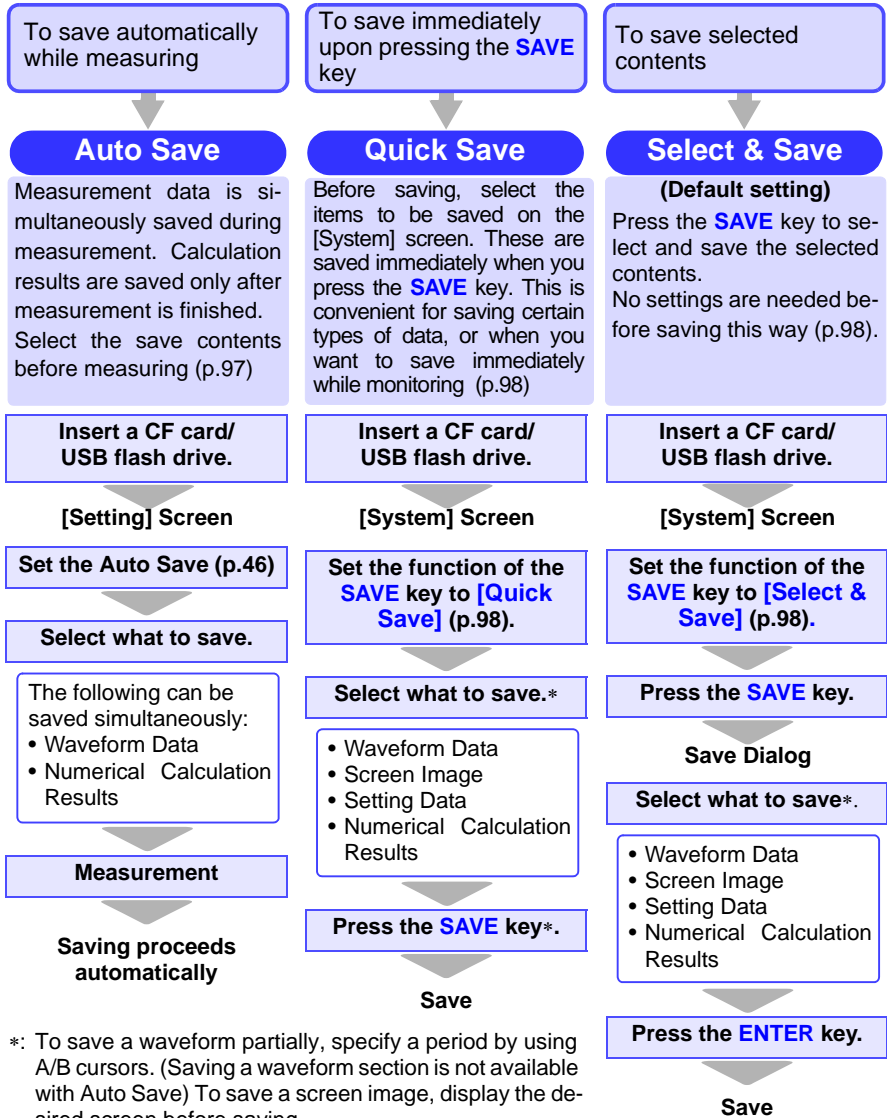 To save automatically
while measuring
Auto Save
Measurement data is si-
multaneously saved during
measurement. Calculation
results are saved only after
measurement is finished.
Select the save contents
before measuring (p.97)
Insert a CF card/
USB flash drive.
[Setting] Screen
Set the Auto Save (p.46)
Select what to save.
The following can be
saved simultaneously:
• Waveform Data
• Numerical Calculation
Results
Measurement
Saving proceeds
automatically
To save immediately
upon pressing the SAVE
key
Quick Save
Before saving, select the
items to be saved on the
[System] screen. These are
saved immediately when you
press the SAVE key. This is
convenient for saving certain
types of data, or when you
want to save immediately
while monitoring (p.98)
Insert a CF card/
USB flash drive.
[System] Screen
Set the function of the
SAVE key to [Quick
Save] (p.98).
Select what to save.*
• Waveform Data
• Screen Image
• Setting Data
• Numerical Calculation
Results
Press the SAVE key*.
Save
To save selected
contents
Select & Save
(Default setting)
Press the SAVE key to se-
lect and save the selected
contents.
No settings are needed be-
fore saving this way (p.98).
Insert a CF card/
USB flash drive.
[System] Screen
Set the function of the
SAVE key to [Select &
Save] (p.98).
Press the SAVE key.
Save Dialog
Select what to save*.
• Waveform Data
• Screen Image
• Setting Data
• Numerical Calculation
Results
Press the ENTER key.
Save
*: To save a waveform partially, specify a period by using
A/B cursors. (Saving a waveform section is not available
with Auto Save) To save a screen image, display the de-
sired screen before saving